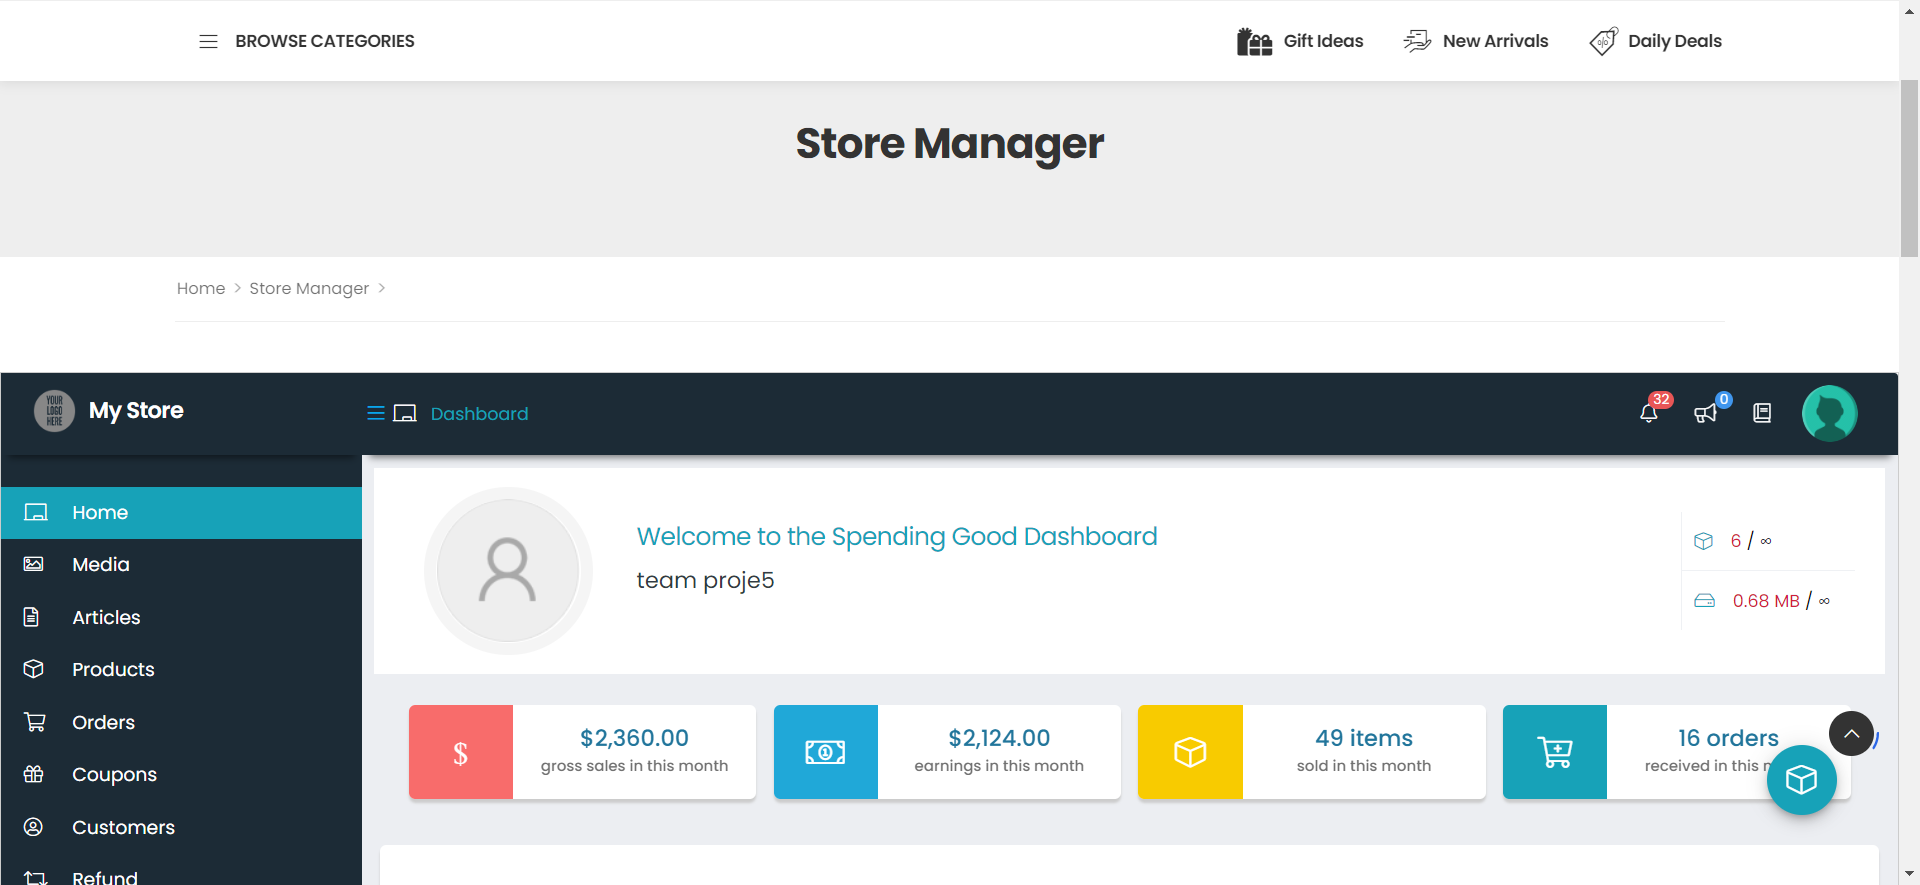 BROWSE CATEGORIES
Gift Ideas
New Arrivals
Daily Deals
Store Manager
Home > Store Manager >
YOUR
LOGO
HERE
My Store
Dashboard
32
0
Home
Media
Articles
Products
Orders
Coupons
Customers
Refund
Welcome to the Spending Good Dashboard
team proje5
6 / ∞
0.68 MB / ∞
$2,360.00
gross sales in this month
$2,124.00
earnings in this month
49 items
sold in this month
16 orders
received in this